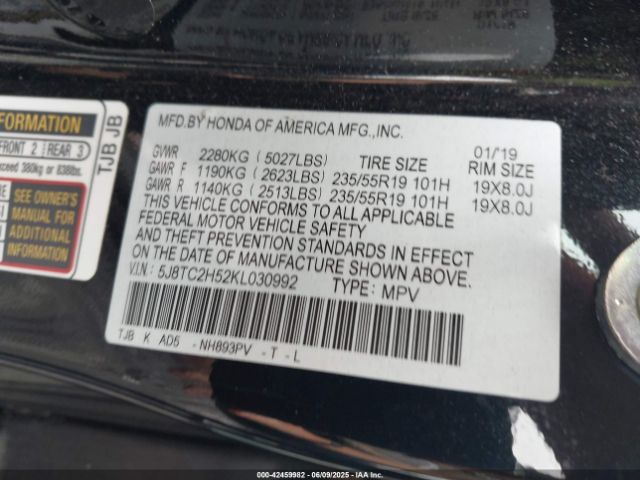 MFD.BY HONDA OF AMERICA MFG.,INC.
GVWR 2280KG (5027LBS) TIRE SIZE 01/'19 RIM SIZE
GAWR F 1190KG (2623LBS) 235/55R19 101H 19X8.0J
GAWR R 1140KG (2513LBS) 235/55R19 101H 19X8.0J
THIS VEHICLE CONFORMS TO ALL APPLICABLE
FEDERAL MOTOR VEHICLE SAFETY
AND THEFT PREVENTION STANDARDS IN EFFECT
ON THE DATE OF MANUFACTURE SHOWN ABOVE.
V.I.N.: 5J8TC2H52KL030992 TYPE: MPV
TJB K AD5 -NH893PV -T -L
FORMATION
FRONT 2 REAR 3
exceed 380kg or 838lbs.
SEE OWNER'S
MANUAL FOR
ADDITIONAL
INFORMATION
TJB JB
000-42459982 06/09/2025 IAA Inc.